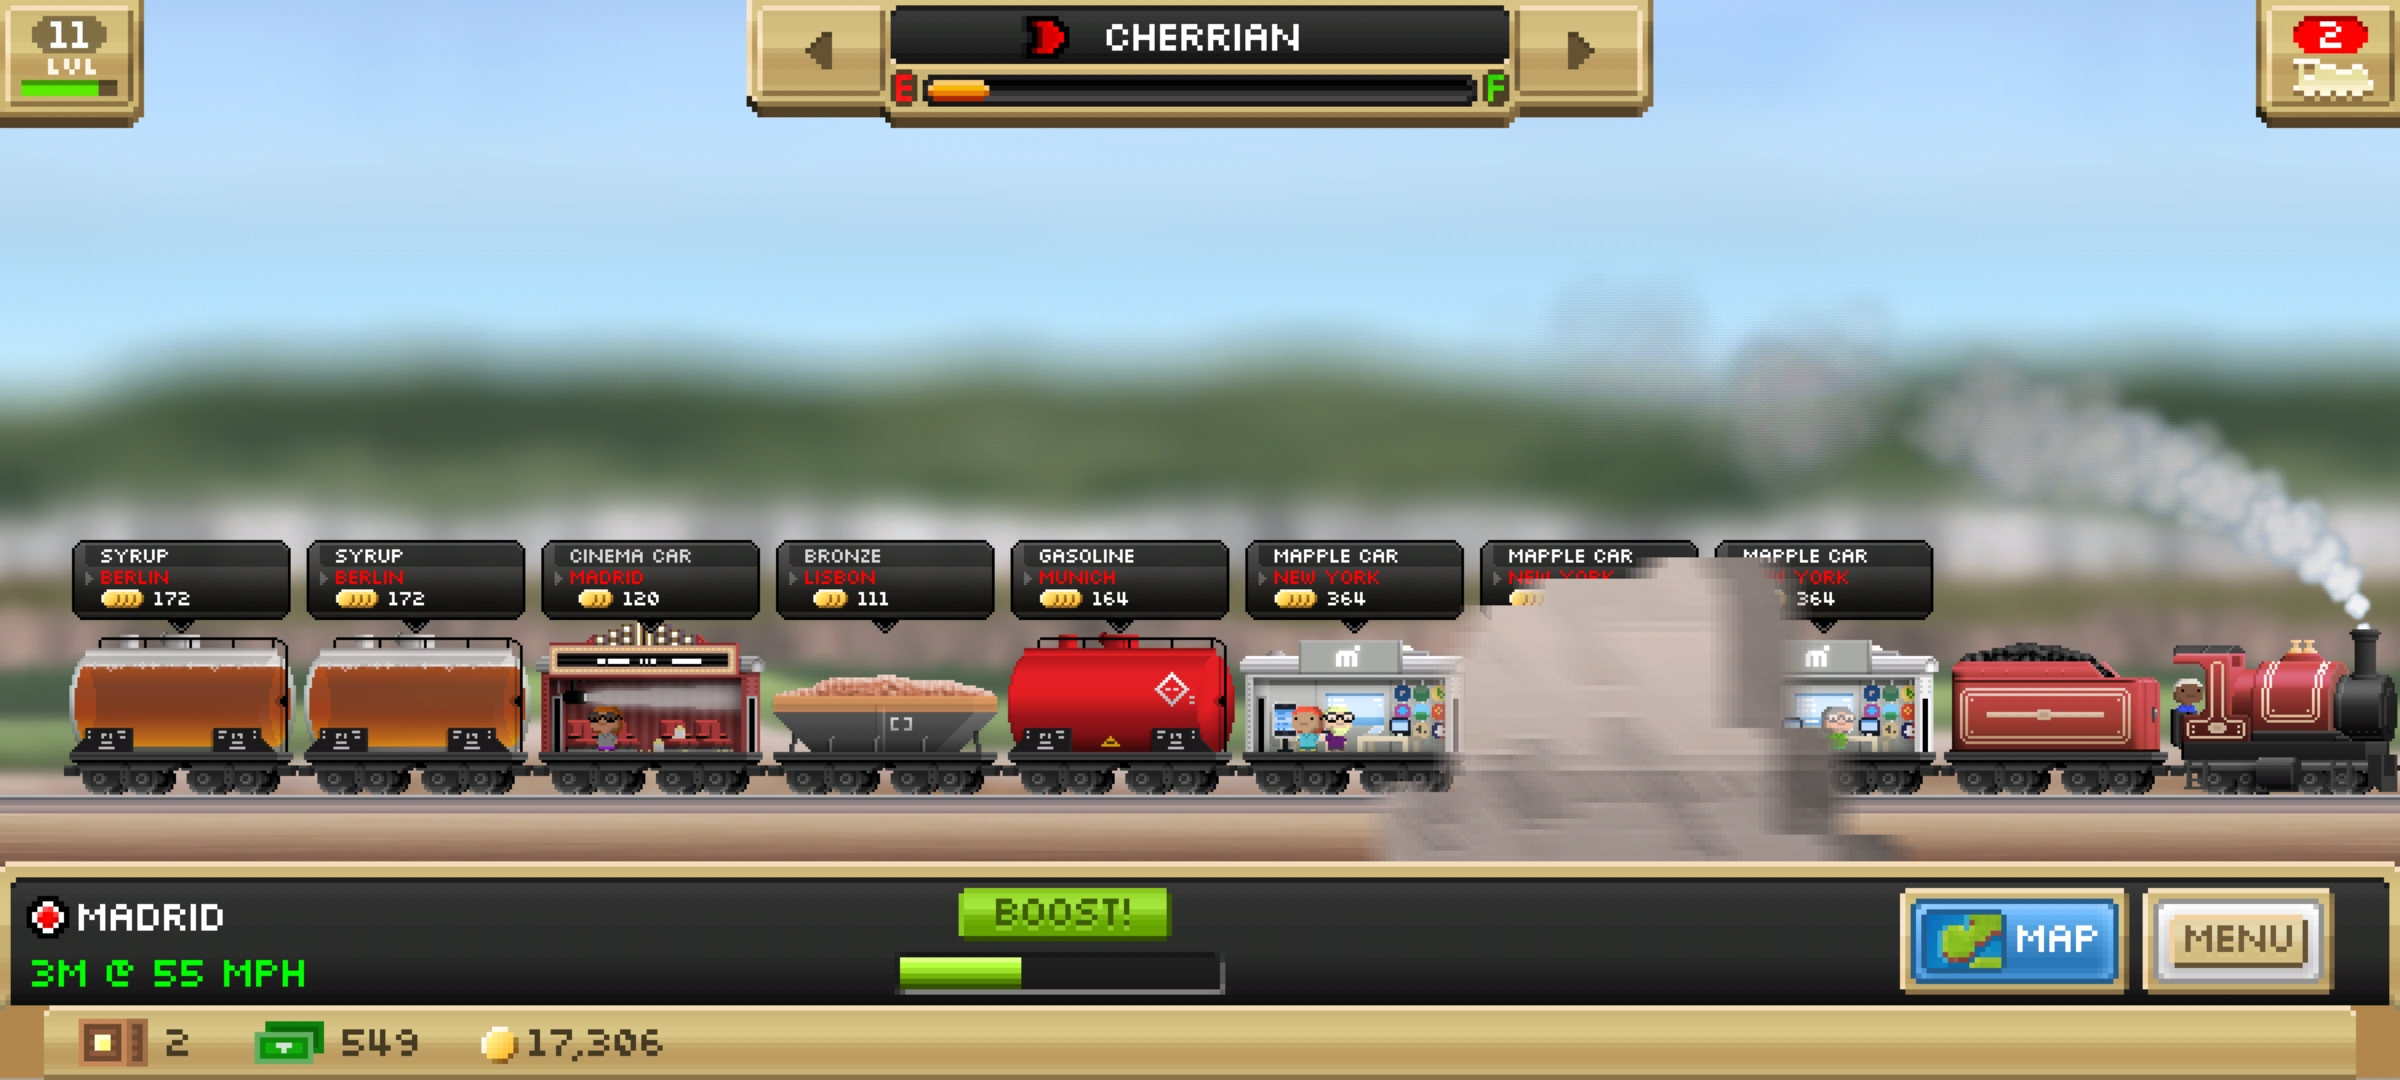 11
LVL
CHERRIAN
E F
2
SYRUP
BERLIN
172
SYRUP
BERLIN
172
CINEMA CAR
MADRID
120
BRONZE
LISBON
111
GASOLINE
MUNICH
164
MAPPLE CAR
NEW YORK
364
MAPPLE CAR
NEW YORK
MAPPLE CAR
YORK
364
m
m
MADRID
3M @ 55 MPH
BOOST!
MAP
MENU
2
549
17,306